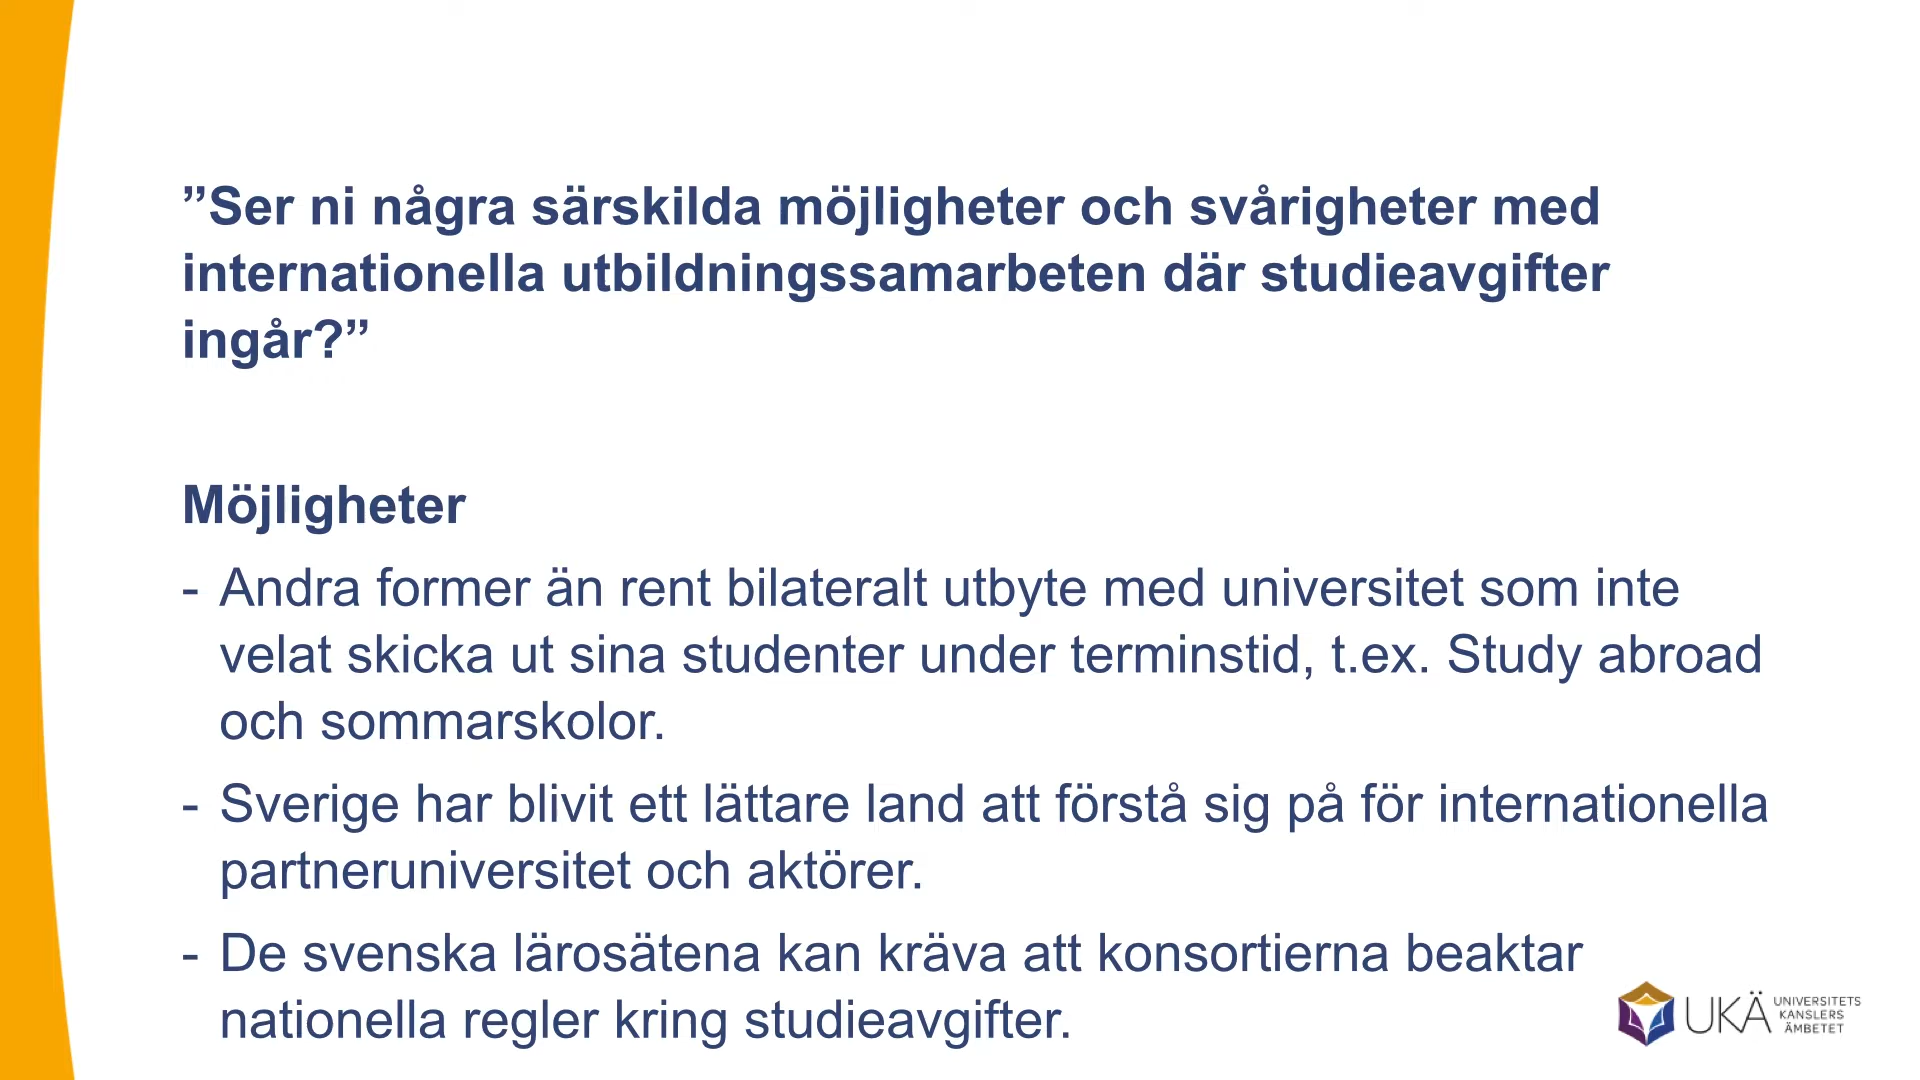 ”Ser ni några särskilda möjligheter och svårigheter med
internationella utbildningssamarbeten där studieavgifter
ingår?”
Möjligheter
- Andra former än rent bilateralt utbyte med universitet som inte
velat skicka ut sina studenter under terminstid, t.ex. Study abroad
och sommarskolor.
- Sverige har blivit ett lättare land att förstå sig på för internationella
partneruniversitet och aktörer.
- De svenska lärosätena kan kräva att konsortierna beaktar
nationella regler kring studieavgifter.
UKÄ
UNIVERSITETS
KANSLERS
ÄMBETET